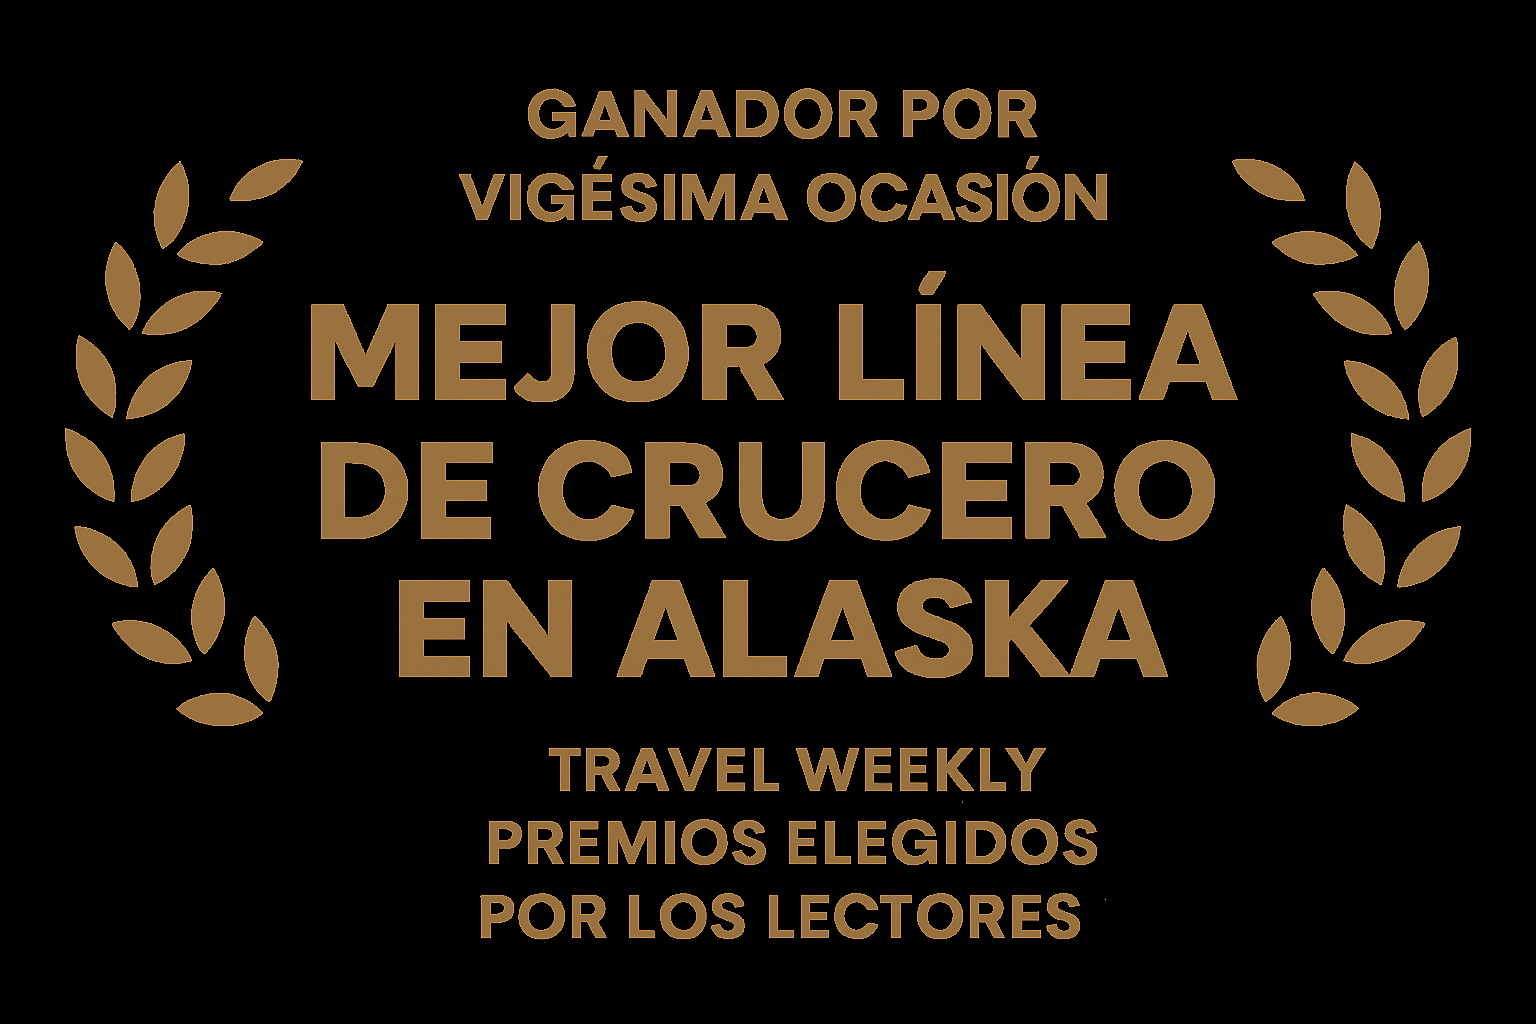 GANADOR POR
VIGÉSIMA OCASIÓN
MEJOR LÍNEA
DE CRUCERO
EN ALASKA
TRAVEL WEEKLY
PREMIOS ELEGIDOS
POR LOS LECTORES